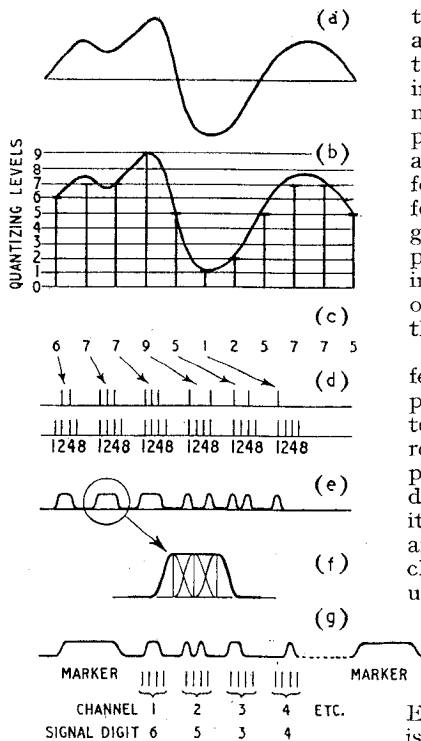 (a)
(b)
QUANTIZING LEVELS
9
8
7
6
5
4
3
2
1
0
(c)
6 7 7 9 5 1 2 5 7 7 5
(d)
1248 1248 1248 1248 1248 1248
(e)
(f)
(g)
MARKER MARKER
CHANNEL 1 2 3 4 ETC.
SIGNAL DIGIT 6 5 3 4